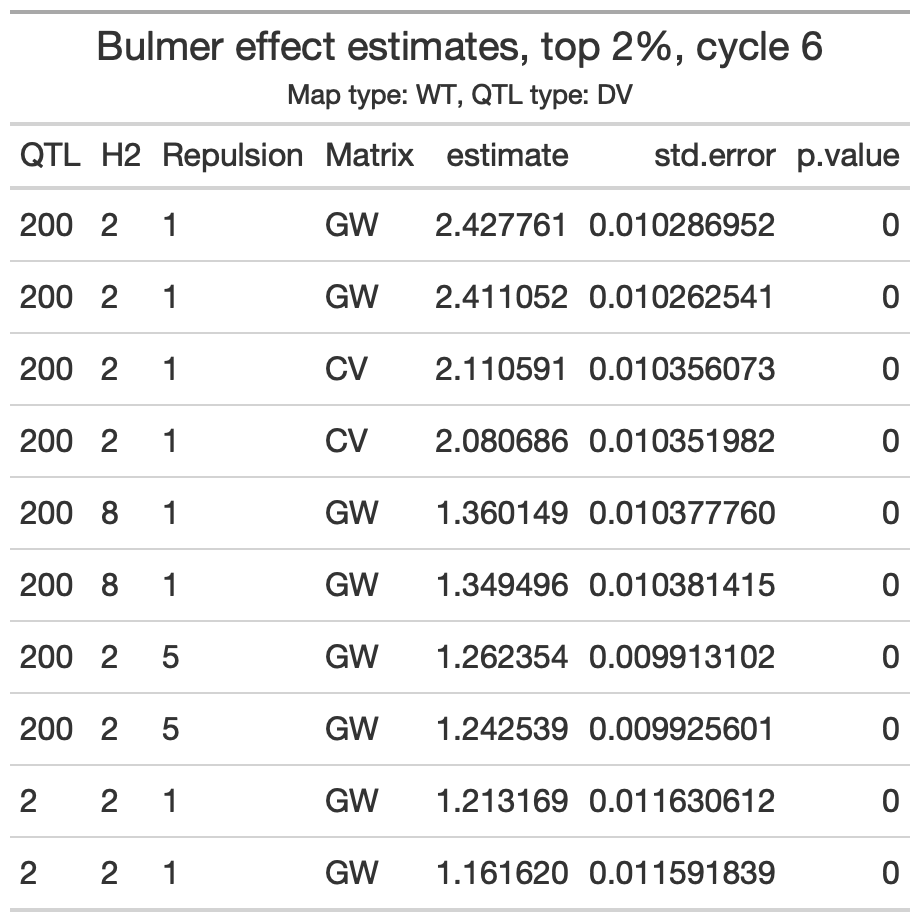 Bulmer effect estimates, top 2%, cycle 6
Map type: WT, QTL type: DV
QTL H2 Repulsion Matrix estimate std.error p.value
200 2 1 GW 2.427761 0.010286952 0
200 2 1 GW 2.411052 0.010262541 0
200 2 1 CV 2.110591 0.010356073 0
200 2 1 CV 2.080686 0.010351982 0
200 8 1 GW 1.360149 0.010377760 0
200 8 1 GW 1.349496 0.010381415 0
200 2 5 GW 1.262354 0.009913102 0
200 2 5 GW 1.242539 0.009925601 0
2 2 1 GW 1.213169 0.011630612 0
2 2 1 GW 1.161620 0.011591839 0